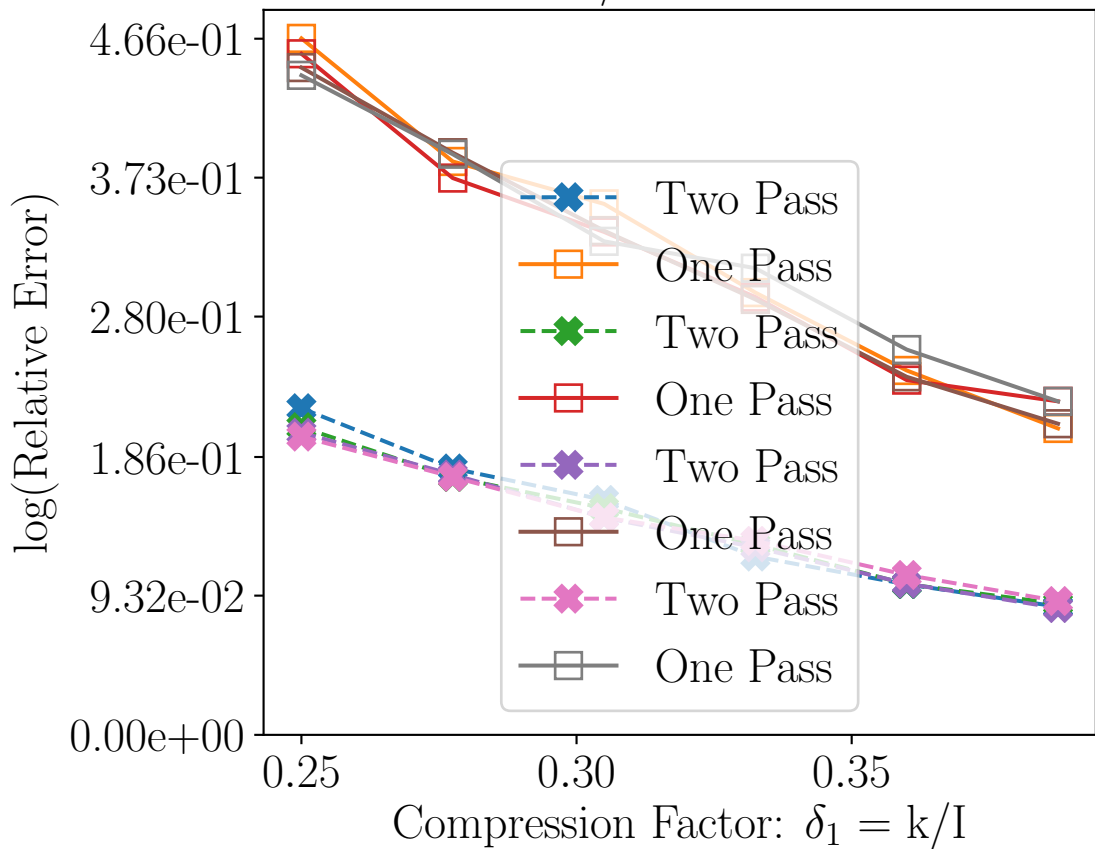 4.66e-01
3.73e-01
2.80e-01
1.86e-01
9.32e-02
0.00e+00
log(Relative Error)
Two Pass
One Pass
Two Pass
One Pass
Two Pass
One Pass
Two Pass
One Pass
0.25 0.30 0.35
Compression Factor: δ₁ = k/I